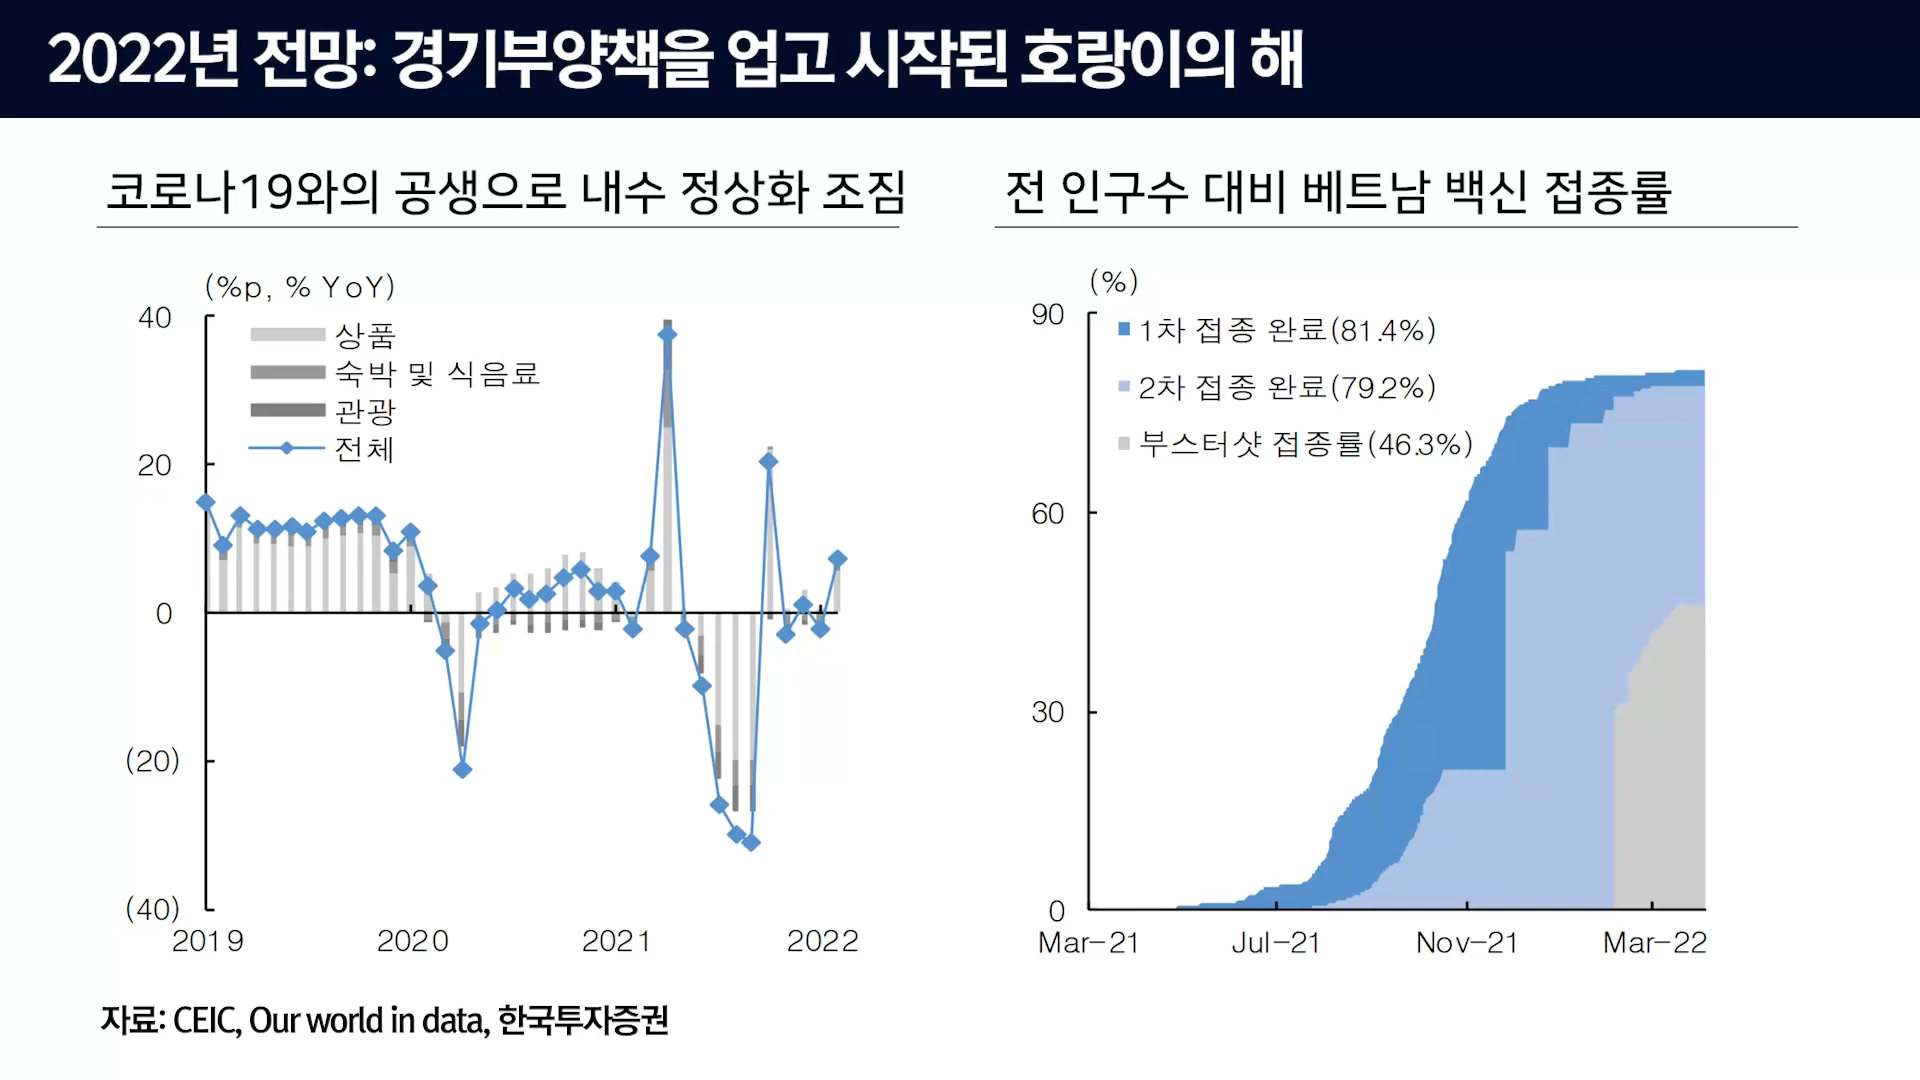 2022년 전망: 경기부양책을 업고 시작된 호랑이의 해
코로나19와의 공생으로 내수 정상화 조짐
(%p, % YoY)
40
20
0
(20)
(40)
상품
숙박 및 식음료
관광
전체
2019
2020
2021
2022
전 인구수 대비 베트남 백신 접종률
(%)
90
60
30
0
1차 접종 완료(81.4%)
2차 접종 완료(79.2%)
부스터샷 접종률(46.3%)
Mar-21
Jul-21
Nov-21
Mar-22
자료: CEIC, Our world in data, 한국투자증권